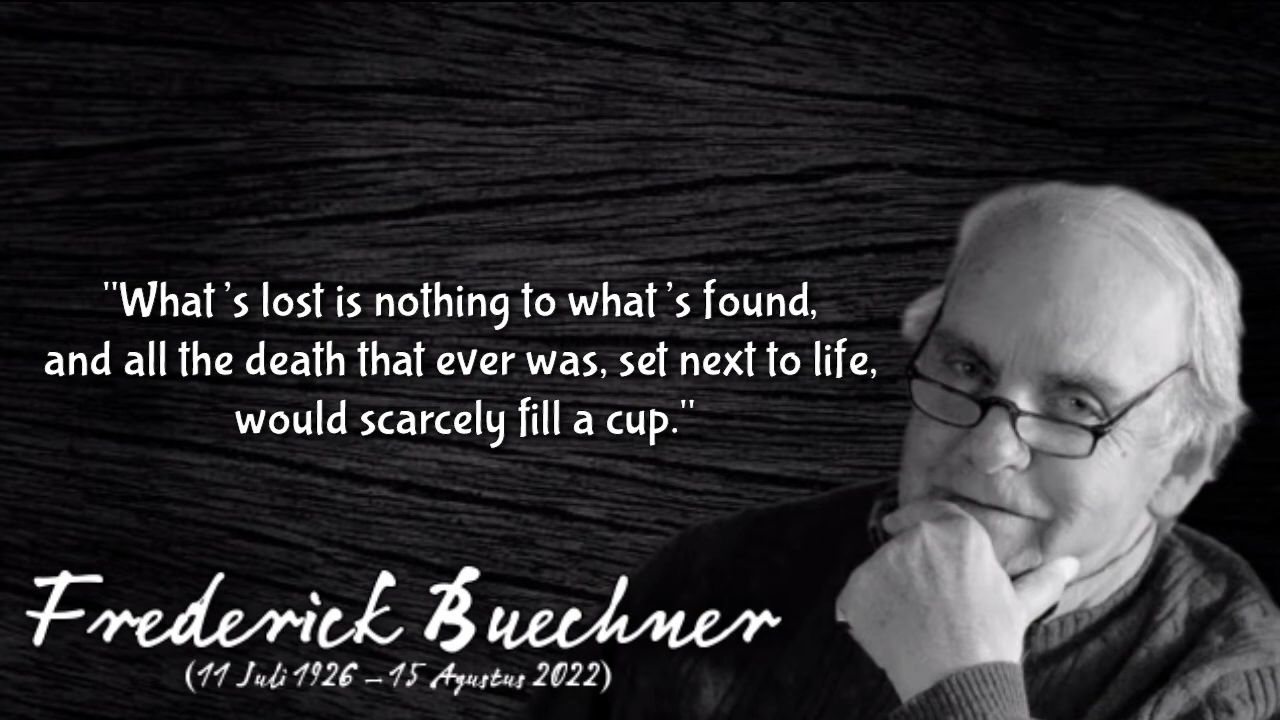 "What's lost is nothing to what's found,
and all the death that ever was, set next to life,
would scarcely fill a cup."
Frederick Buechner
(11 Juli 1926 – 15 Agustus 2022)